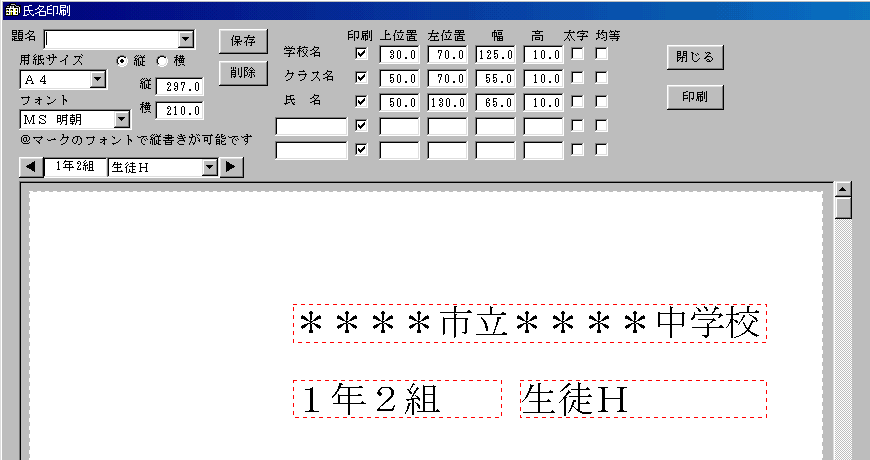 氏名印刷
題名 保存
用紙サイズ 縦 横
A4 縦 297.0 削除
フォント 横 210.0
MS 明朝
@マークのフォントで縦書きが可能です
印刷 上位置 左位置 幅 高 太字 均等
学校名 30.0 70.0 125.0 10.0
クラス名 50.0 70.0 55.0 10.0
氏 名 50.0 130.0 65.0 10.0
閉じる
印刷
1年2組 生徒H
＊＊＊＊市立＊＊＊＊中学校
1年2組 生徒H